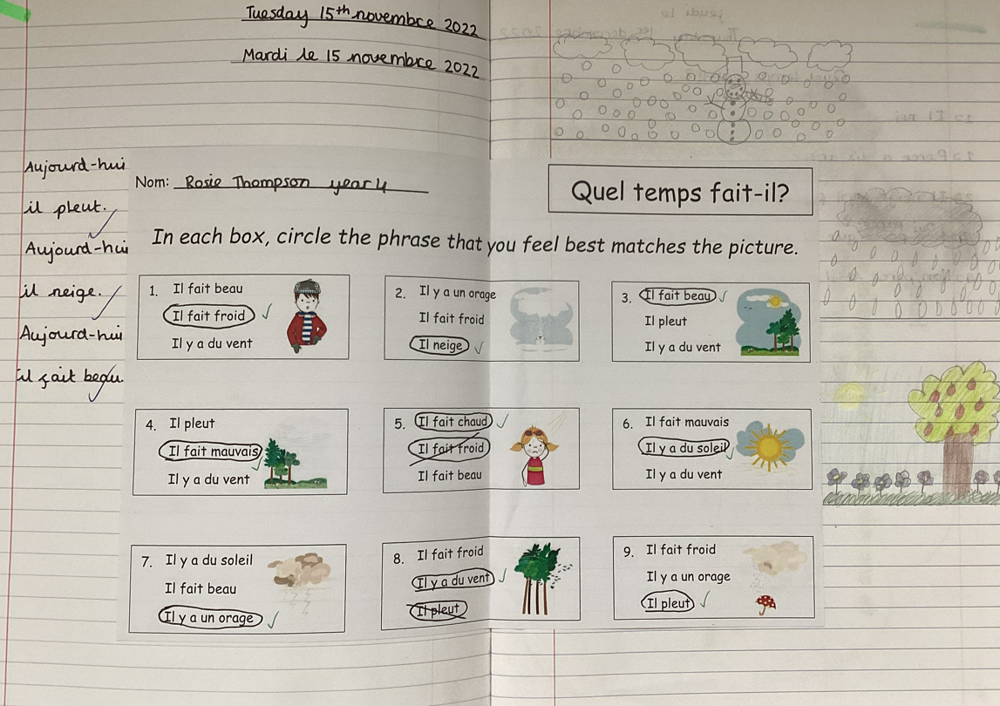 Tuesday 15th novembre 2022
Mardi le 15 novembre 2022
Aujourd-hui
il pleut.
Aujourd-hui
il neige.
Aujourd-hui
il fait beau.
Nom: Rosie Thompson year 4
Quel temps fait-il?
In each box, circle the phrase that you feel best matches the picture.
1. Il fait beau
Il fait froid
Il y a du vent
2. Il y a un orage
Il fait froid
Il neige
3. Il fait beau
Il pleut
Il y a du vent
4. Il pleut
Il fait mauvais
Il y a du vent
5. Il fait chaud
Il fait froid
Il fait beau
6. Il fait mauvais
Il y a du soleil
Il y a du vent
7. Il y a du soleil
Il fait beau
Il y a un orage
8. Il fait froid
Il y a du vent
Il pleut
9. Il fait froid
Il y a un orage
Il pleut